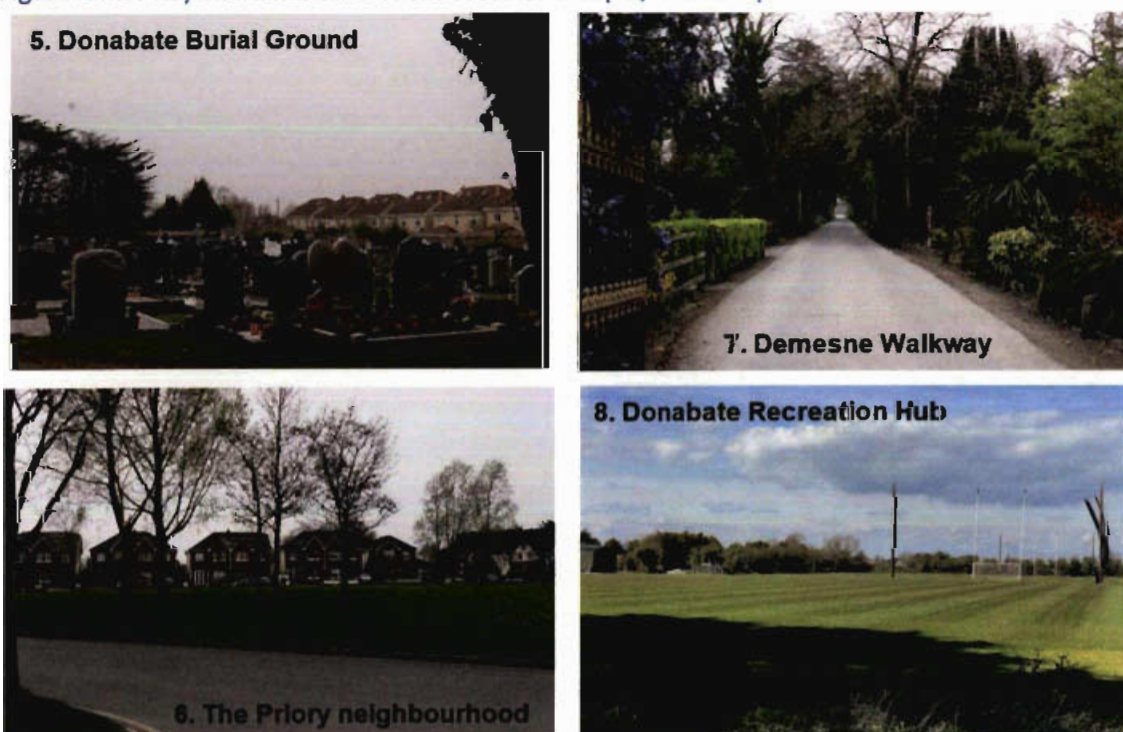 5. Donabate Burial Ground
7. Demesne Walkway
6. The Priory neighbourhood
8. Donabate Recreation Hub